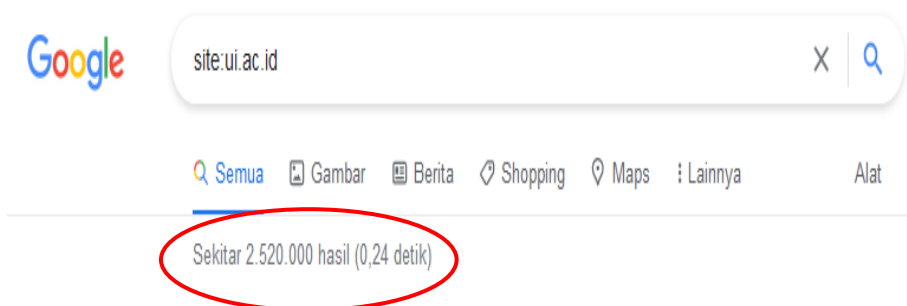 Google
site:ui.ac.id
Semua Gambar Berita Shopping Maps Lainnya Alat
Sekitar 2.520.000 hasil (0,24 detik)